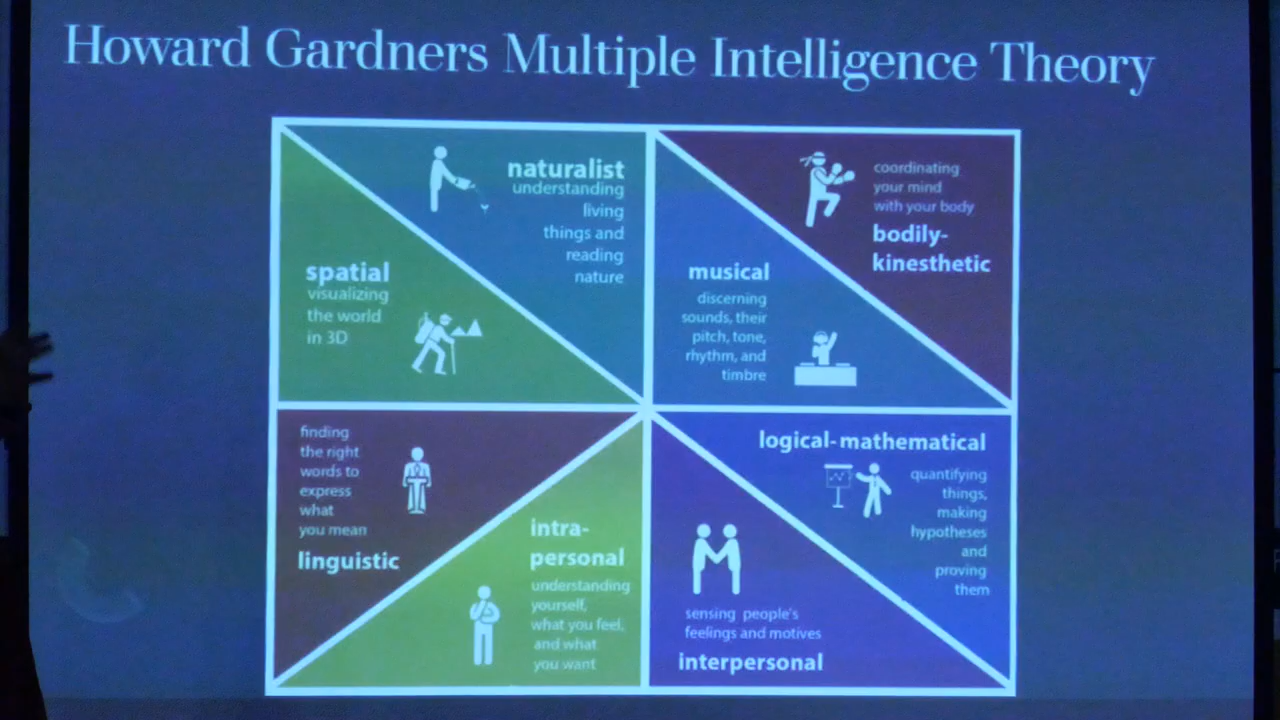 Howard Gardners Multiple Intelligence Theory
naturalist
understanding
living
things and
reading
nature
spatial
visualizing
the world
in 3D
coordinating
your mind
with your body
bodily-
kinesthetic
musical
discerning
sounds, their
pitch, tone,
rhythm, and
timbre
finding
the right
words to
express
what
you mean
linguistic
intra-
personal
understanding
yourself,
what you feel,
and what
you want
logical-mathematical
quantifying
things,
making
hypotheses
and
proving
them
sensing people's
feelings and motives
interpersonal